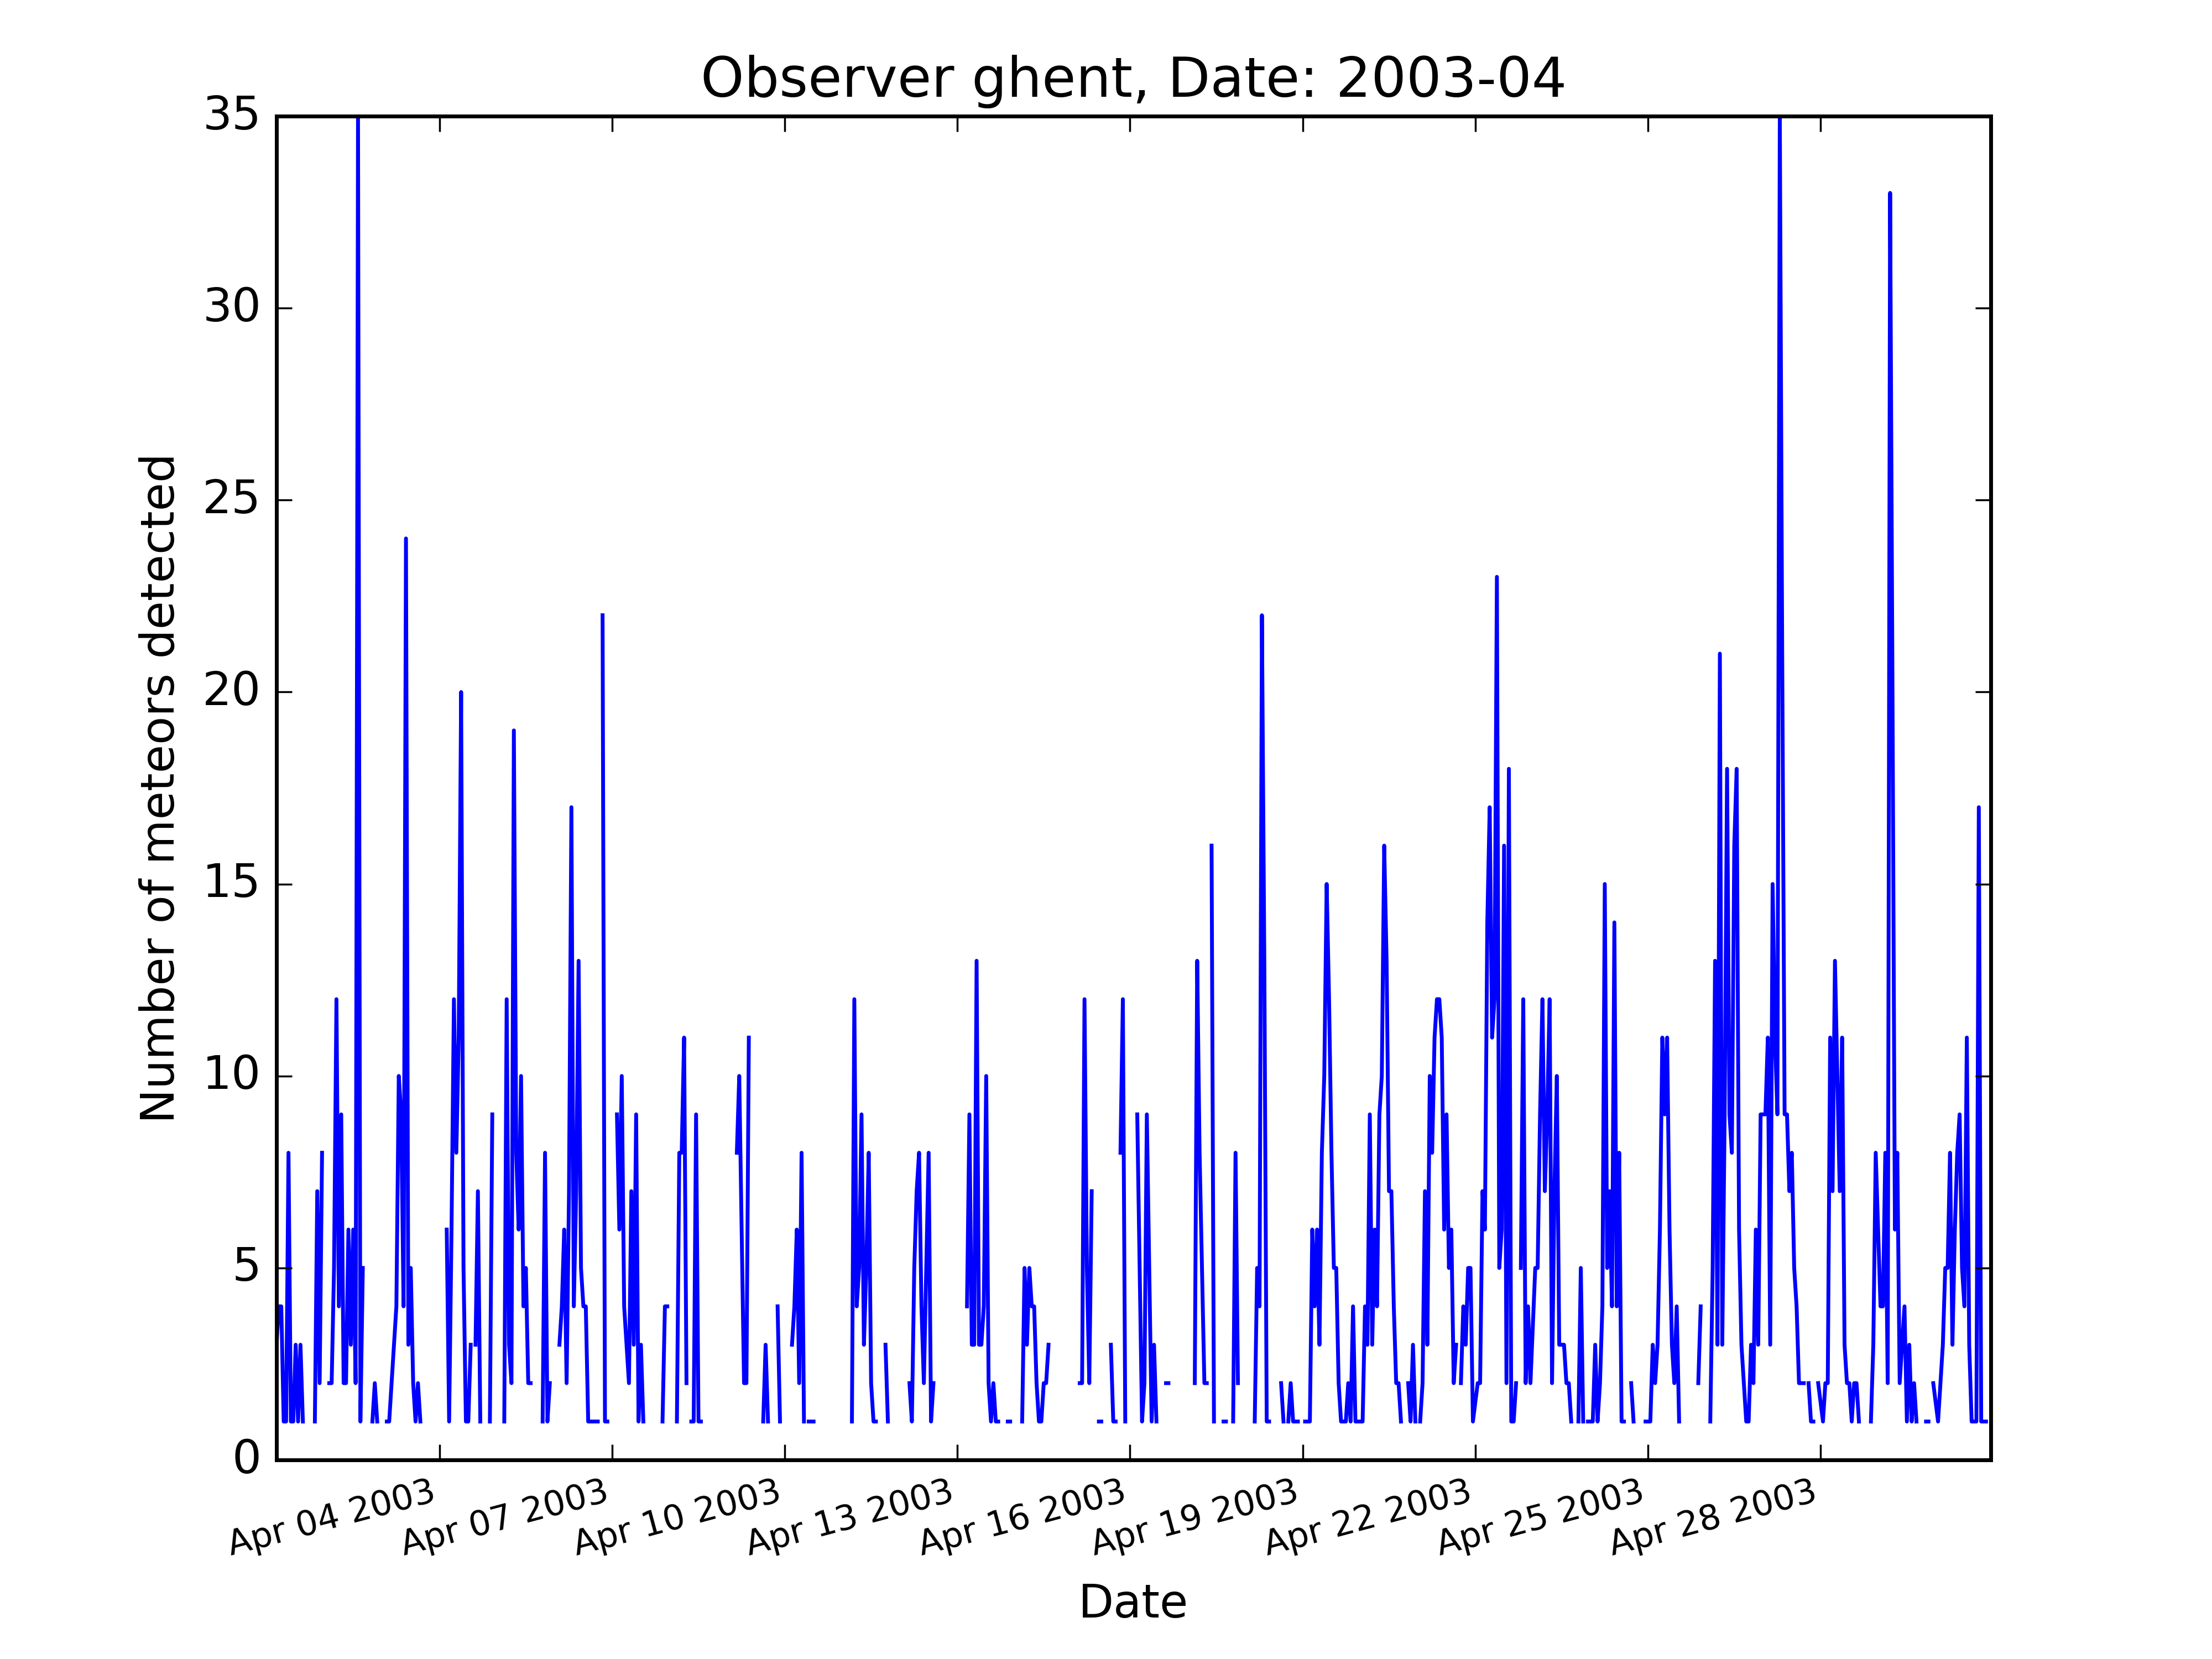 Observer ghent, Date: 2003-04
35
30
25
20
15
10
5
0
Number of meteors detected
Apr 04 2003
Apr 07 2003
Apr 10 2003
Apr 13 2003
Apr 16 2003
Apr 19 2003
Apr 22 2003
Apr 25 2003
Apr 28 2003
Date